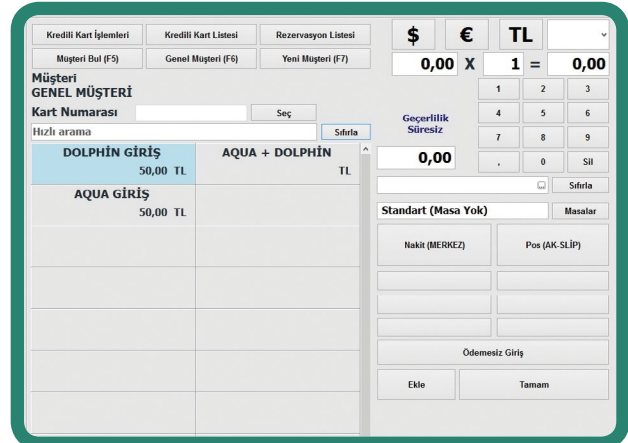 Kredili Kart İşlemleri
Kredili Kart Listesi
Rezervasyon Listesi
Müşteri Bul (F5)
Genel Müşteri (F6)
Yeni Müşteri (F7)
Müşteri
GENEL MÜŞTERİ
Kart Numarası
Seç
Hızlı arama
Sıfırla
DOLPHİN GİRİŞ
50,00 TL
AQUA + DOLPHİN
TL
AQUA GİRİŞ
50,00 TL
$ € TL
0,00 X 1 = 0,00
1 2 3
Geçerlilik
Süresiz
4 5 6
7 8 9
0,00
, 0 Sil
Sıfırla
Standart (Masa Yok)
Masalar
Nakit (MERKEZ)
Pos (AK-SLİP)
Ödemesiz Giriş
Ekle
Tamam